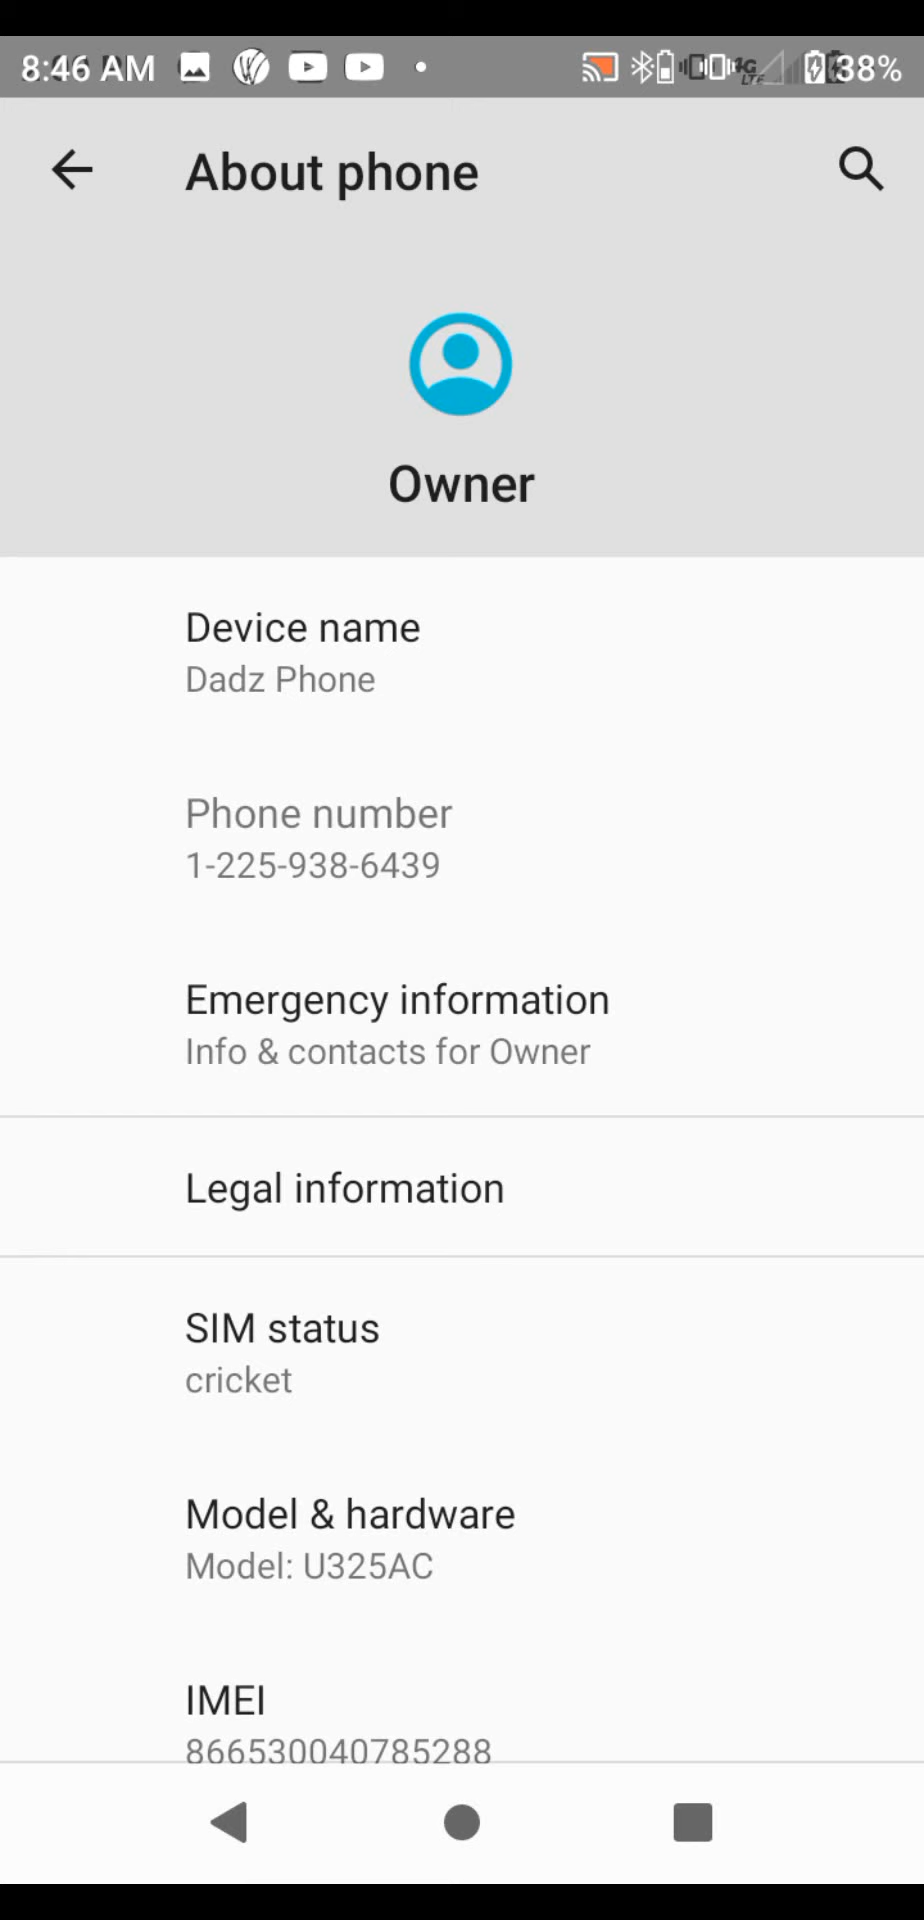 8:46 AM 38%
About phone
Owner
Device name
Dadz Phone
Phone number
1-225-938-6439
Emergency information
Info & contacts for Owner
Legal information
SIM status
cricket
Model & hardware
Model: U325AC
IMEI
866530040785288